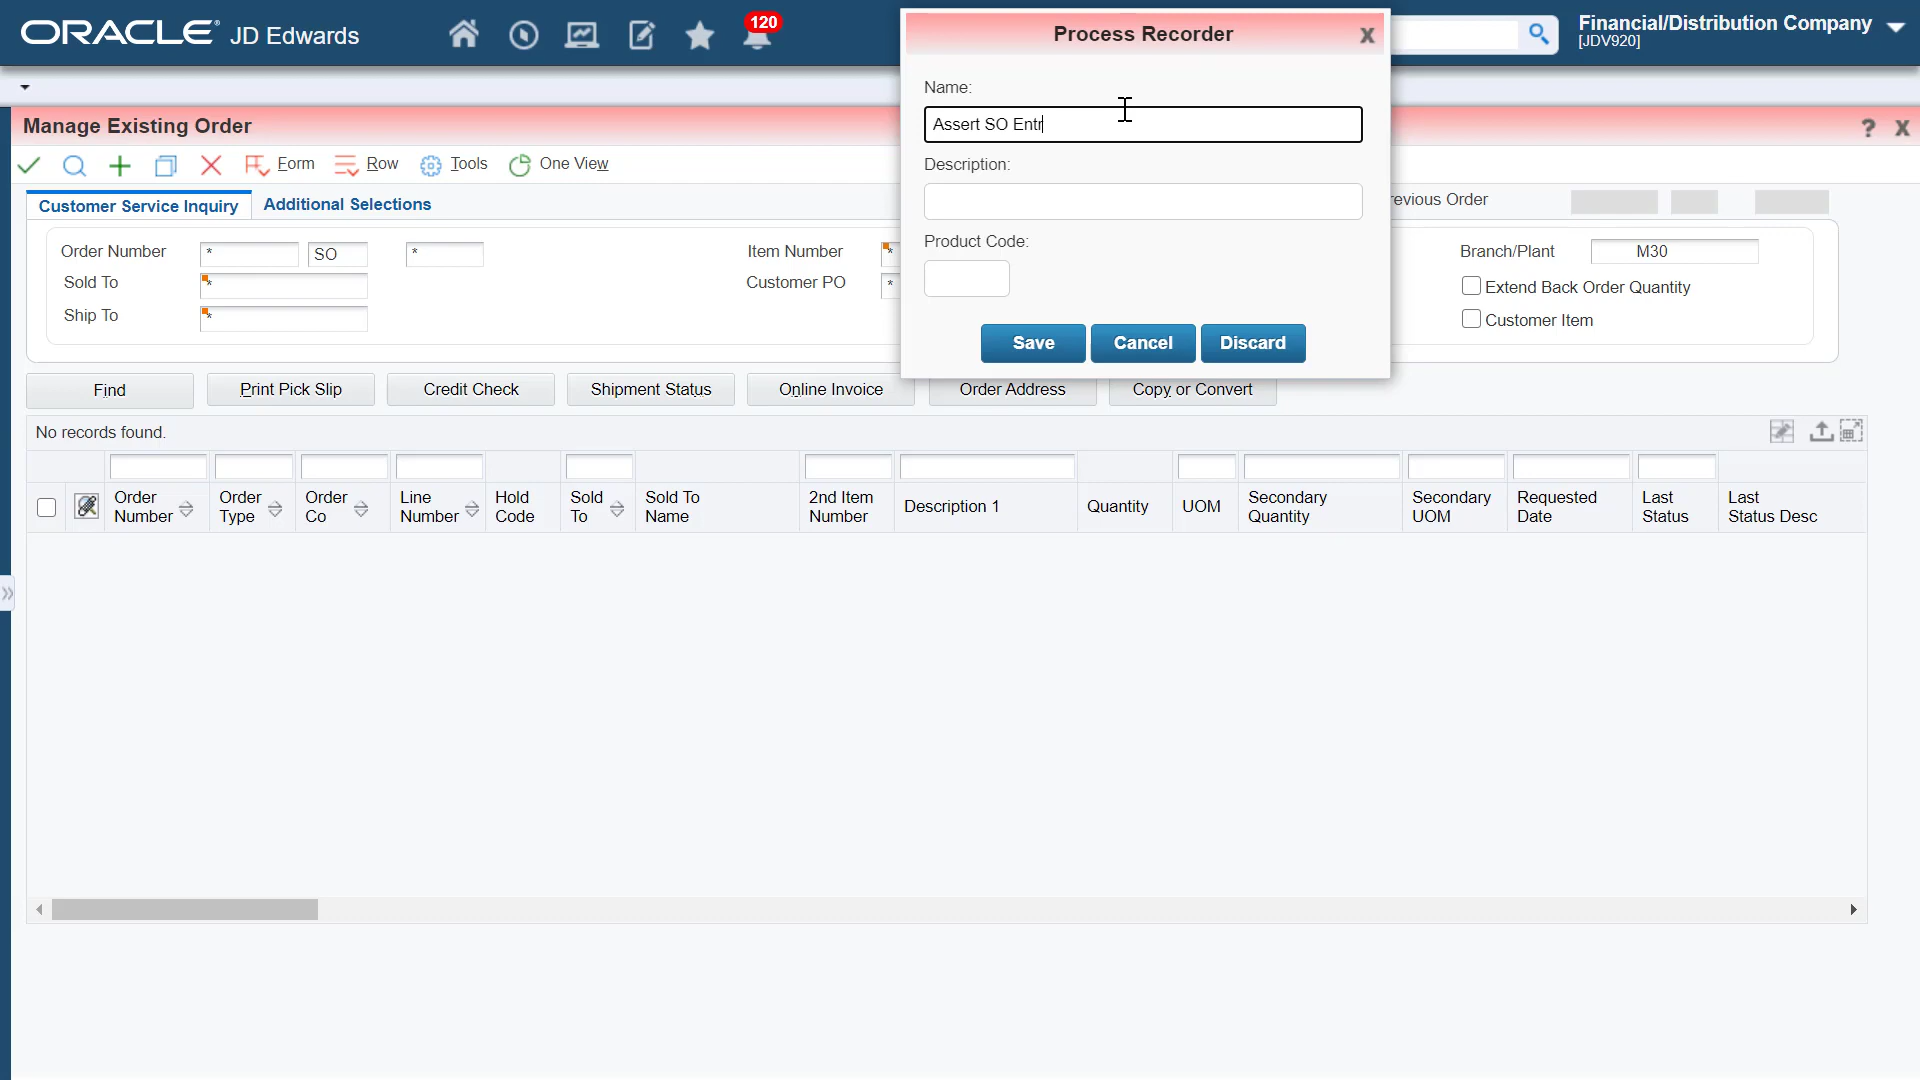 ORACLE JD Edwards
120
Financial/Distribution Company
[JDV920]
Process Recorder
X
Name:
Assert SO Entr
Description:
Product Code:
Save Cancel Discard
Manage Existing Order
? X
Form Row Tools One View
Customer Service Inquiry Additional Selections
revious Order
Order Number * SO * Item Number * Branch/Plant M30
Sold To * Customer PO * Extend Back Order Quantity
Ship To * Customer Item
Find Print Pick Slip Credit Check Shipment Status Online Invoice Order Address Copy or Convert
No records found.
Order Number
Order Type
Order Co
Line Number
Hold Code
Sold To
Sold To Name
2nd Item Number
Description 1
Quantity
UOM
Secondary Quantity
Secondary UOM
Requested Date
Last Status
Last Status Desc